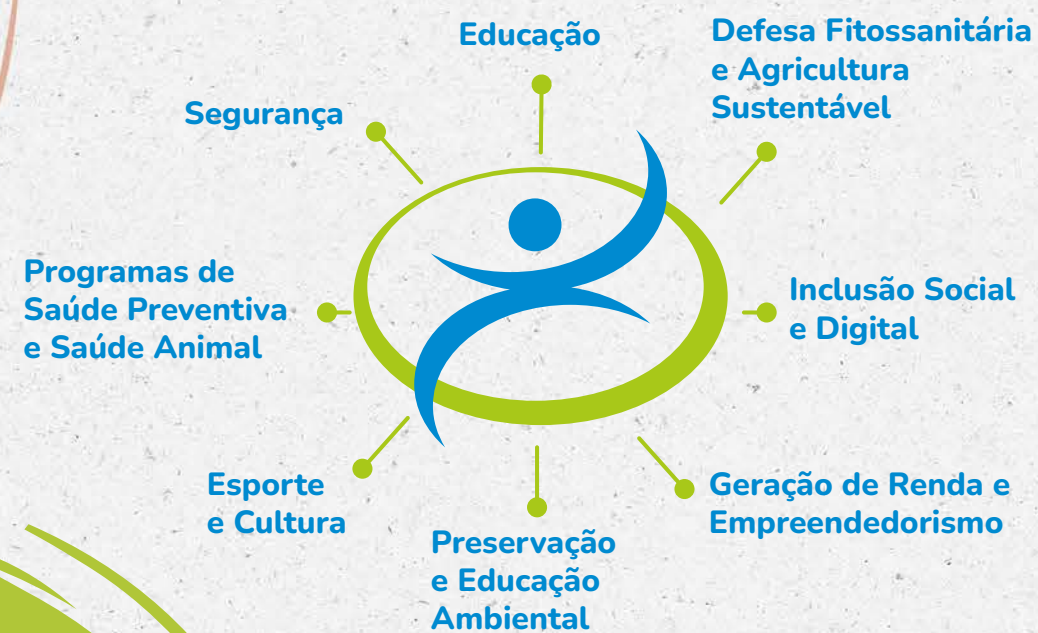 Educação
Defesa Fitossanitária
e Agricultura
Sustentável
Segurança
Programas de
Saúde Preventiva
e Saúde Animal
Inclusão Social
e Digital
Esporte
e Cultura
Geração de Renda e
Empreendedorismo
Preservação
e Educação
Ambiental